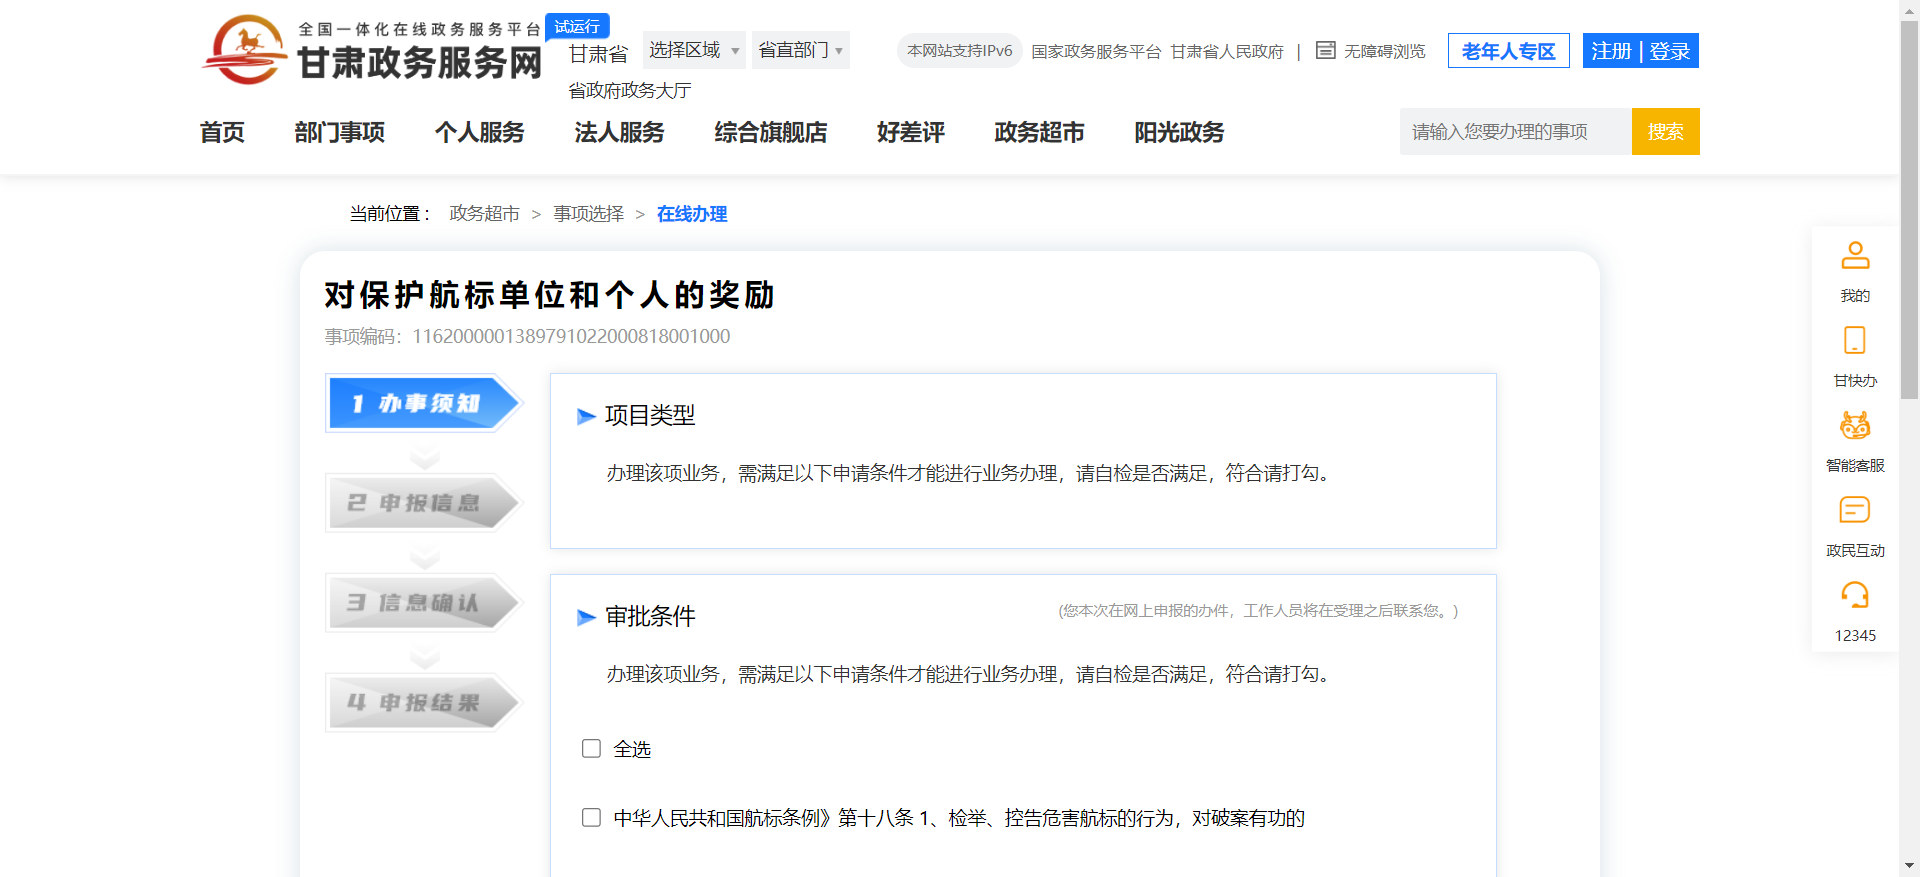 全国一体化在线政务服务平台
甘肃政务服务网
试运行
甘肃省 选择区域 省直部门
省政府政务大厅
本网站支持IPv6 国家政务服务平台 甘肃省人民政府 | 无障碍浏览 老年人专区 注册 | 登录
首页 部门事项 个人服务 法人服务 综合旗舰店 好差评 政务超市 阳光政务
请输入您要办理的事项 搜索
当前位置： 政务超市 > 事项选择 > 在线办理
对保护航标单位和个人的奖励
事项编码：11620000013897910220008180​01000
1 办事须知
2 申报信息
3 信息确认
4 申报结果
项目类型
办理该项业务，需满足以下申请条件才能进行业务办理，请自检是否满足，符合请打勾。
审批条件
(您本次在网上申报的办件，工作人员将在受理之后联系您。)
办理该项业务，需满足以下申请条件才能进行业务办理，请自检是否满足，符合请打勾。
全选
中华人民共和国航标条例》第十八条 1、检举、控告危害航标的行为，对破案有功的
我的
甘快办
智能客服
政民互动
12345